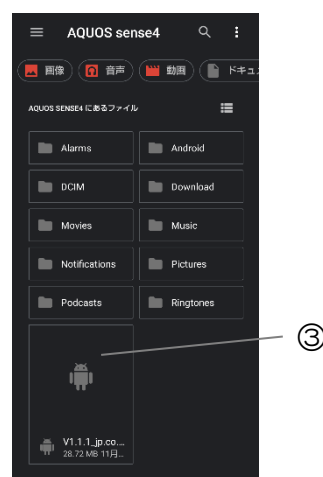 AQUOS sense4
画像
音声
動画
ドキュ
AQUOS SENSE4 にあるファイル
Alarms
Android
DCIM
Download
Movies
Music
Notifications
Pictures
Podcasts
Ringtones
③
V1.1.1_jp.co....
28.72 MB 11月...